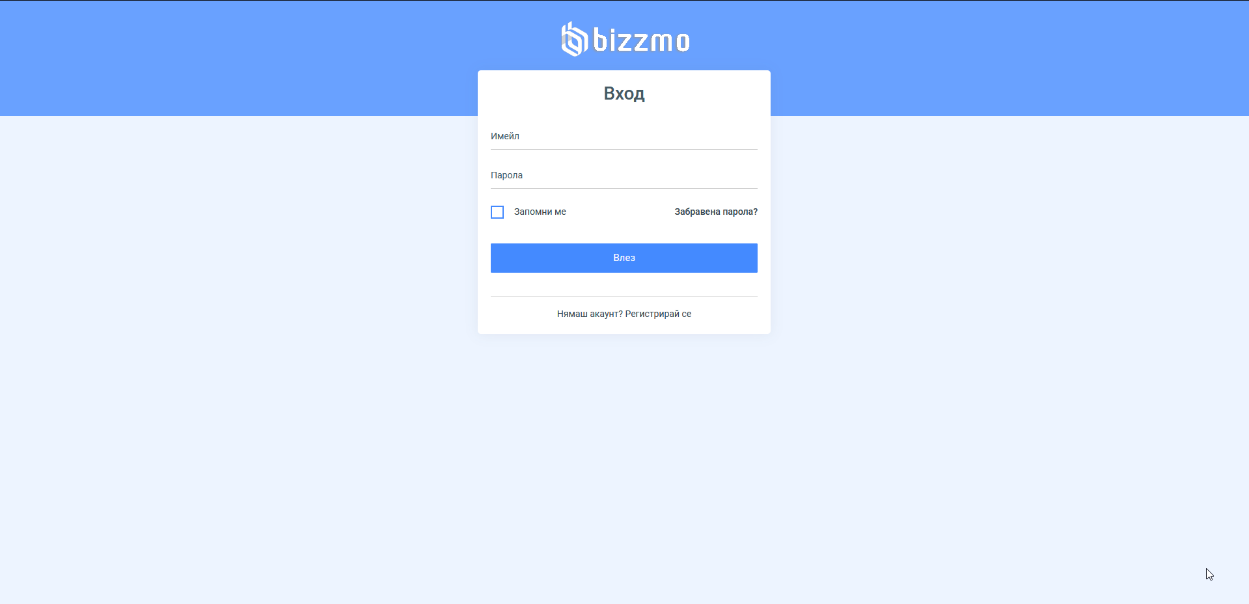 bizzmo
Вход
Имейл
Парола
Запомни ме
Забравена парола?
Влез
Нямаш акаунт? Регистрирай се